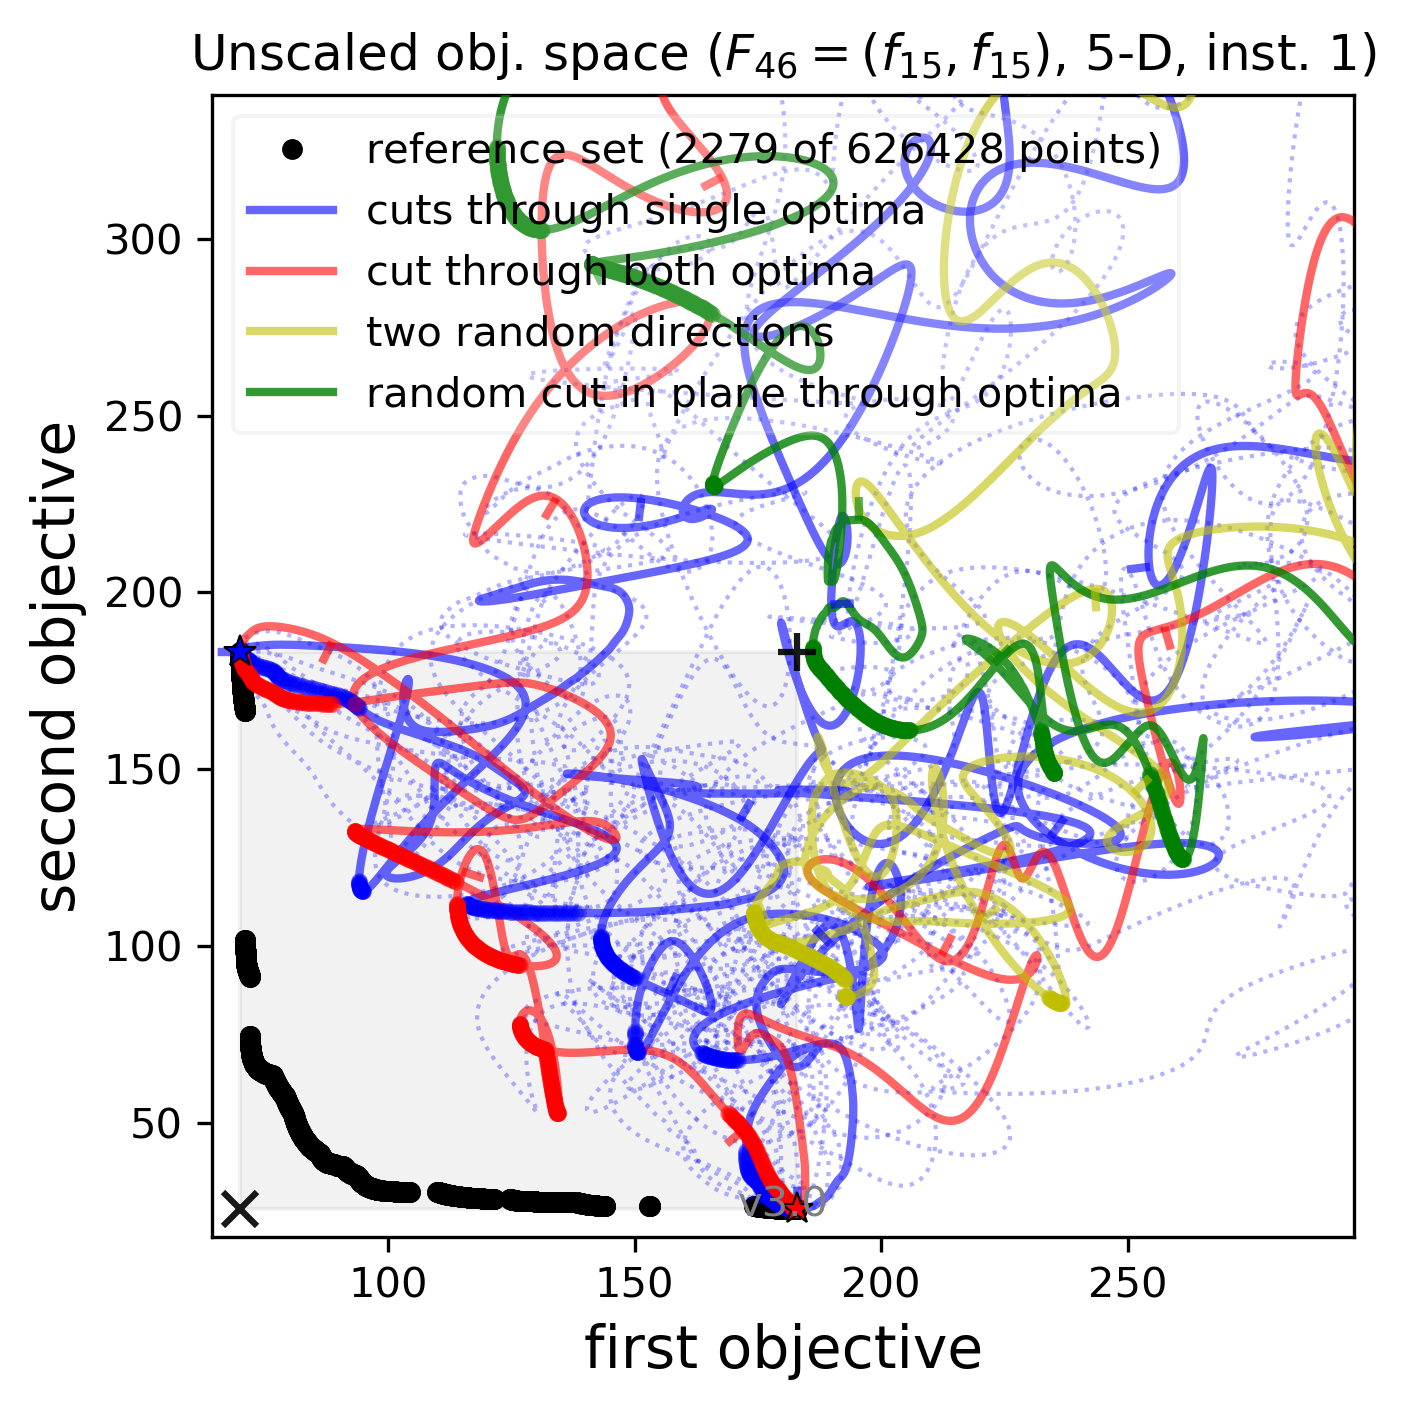 Unscaled obj. space (F₄₆ = (f₁₅, f₁₅), 5-D, inst. 1)
reference set (2279 of 626428 points)
cuts through single optima
cut through both optima
two random directions
random cut in plane through optima
second objective
300
250
200
150
100
50
v3.0
100
150
200
250
first objective